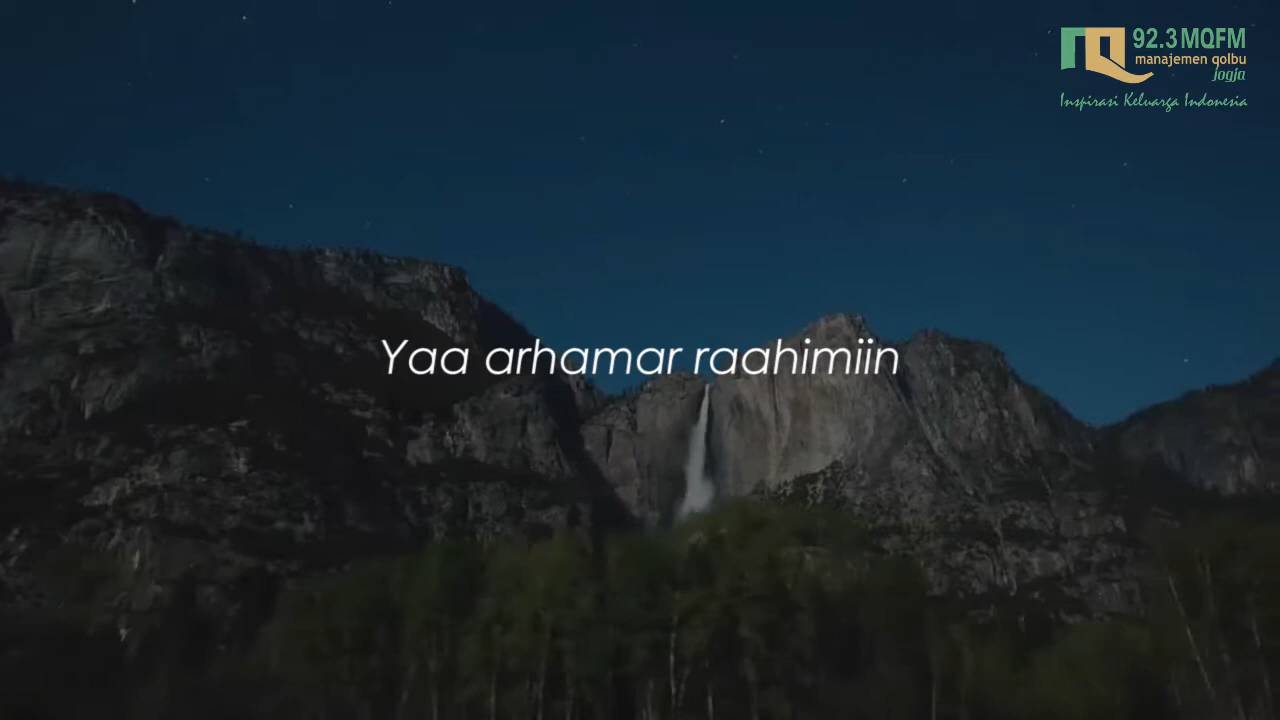 92.3 MQFM
manajemen qolbu
jogja
Inspirasi Keluarga Indonesia
Yaa arhamar raahimiin